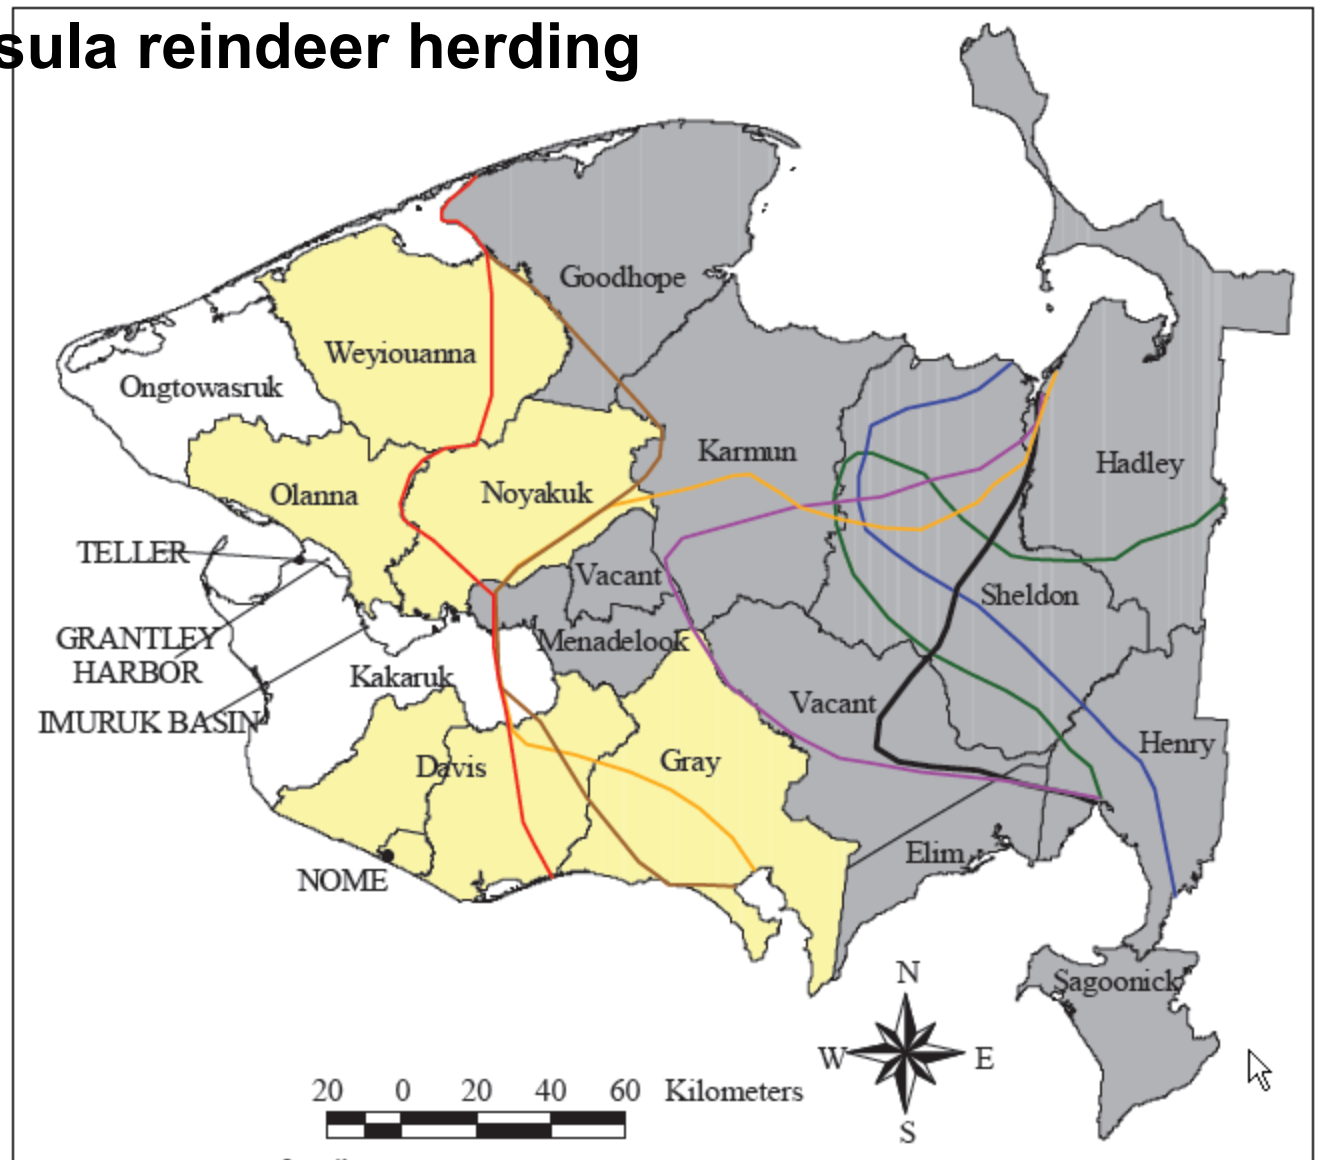 sula reindeer herding
Goodhope
Weyiouanna
Ongtowasruk
Karmun
Hadley
Olanna
Noyakuk
TELLER
Vacant
Sheldon
GRANTLEY
HARBOR
Menadelook
Kakaruk
IMURUK BASIN
Vacant
Henry
Davis
Gray
Elim
NOME
N
Sagoonick
W
E
20 0 20 40 60 Kilometers
S